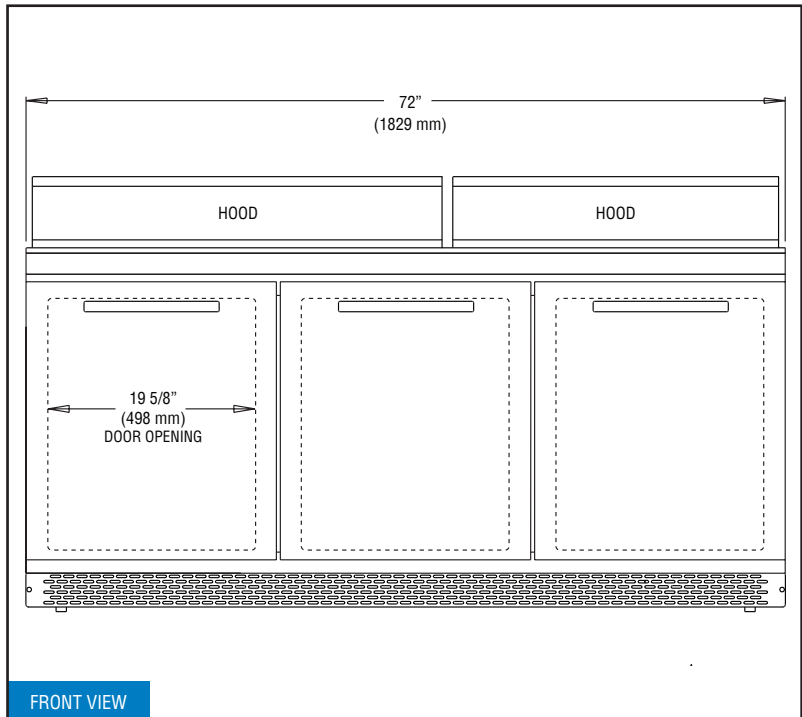 72”
(1829 mm)
HOOD
HOOD
19 5/8”
(498 mm)
DOOR OPENING
FRONT VIEW